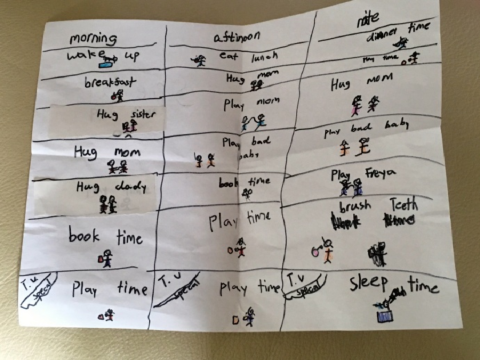 morning
wake up
breakfast
Hug sister
Hug mom
Hug dady
book time
T.V
special
Play time
aftinoon
eat lunch
Hug mom
Play mom
Play bad
baby
book time
Play time
T.V
special
play time
nite
dinner time
Play time
Hug mom
Play bad baby
Play Freya
brush Teeth
T.V
special
sleep time